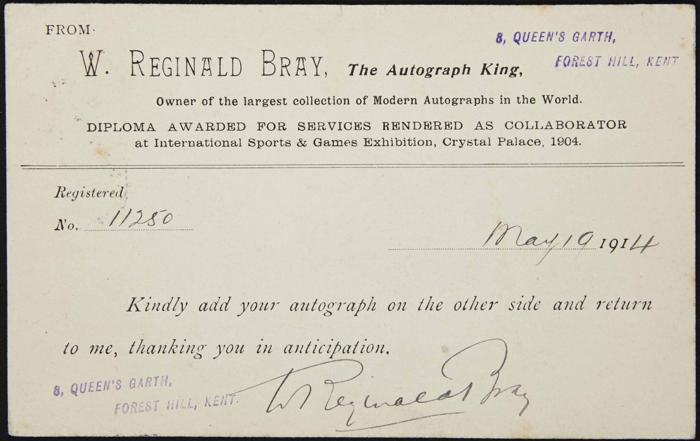 FROM.
8, QUEEN'S GARTH,
FOREST HILL, KENT
W. REGINALD BRAY, The Autograph King,
Owner of the largest collection of Modern Autographs in the World.
DIPLOMA AWARDED FOR SERVICES RENDERED AS COLLABORATOR
at International Sports & Games Exhibition, Crystal Palace, 1904.
Registered
No. 11250
May 19 1914
Kindly add your autograph on the other side and return
to me, thanking you in anticipation.
8, QUEEN'S GARTH,
FOREST HILL, KENT.
W Reginald Bray